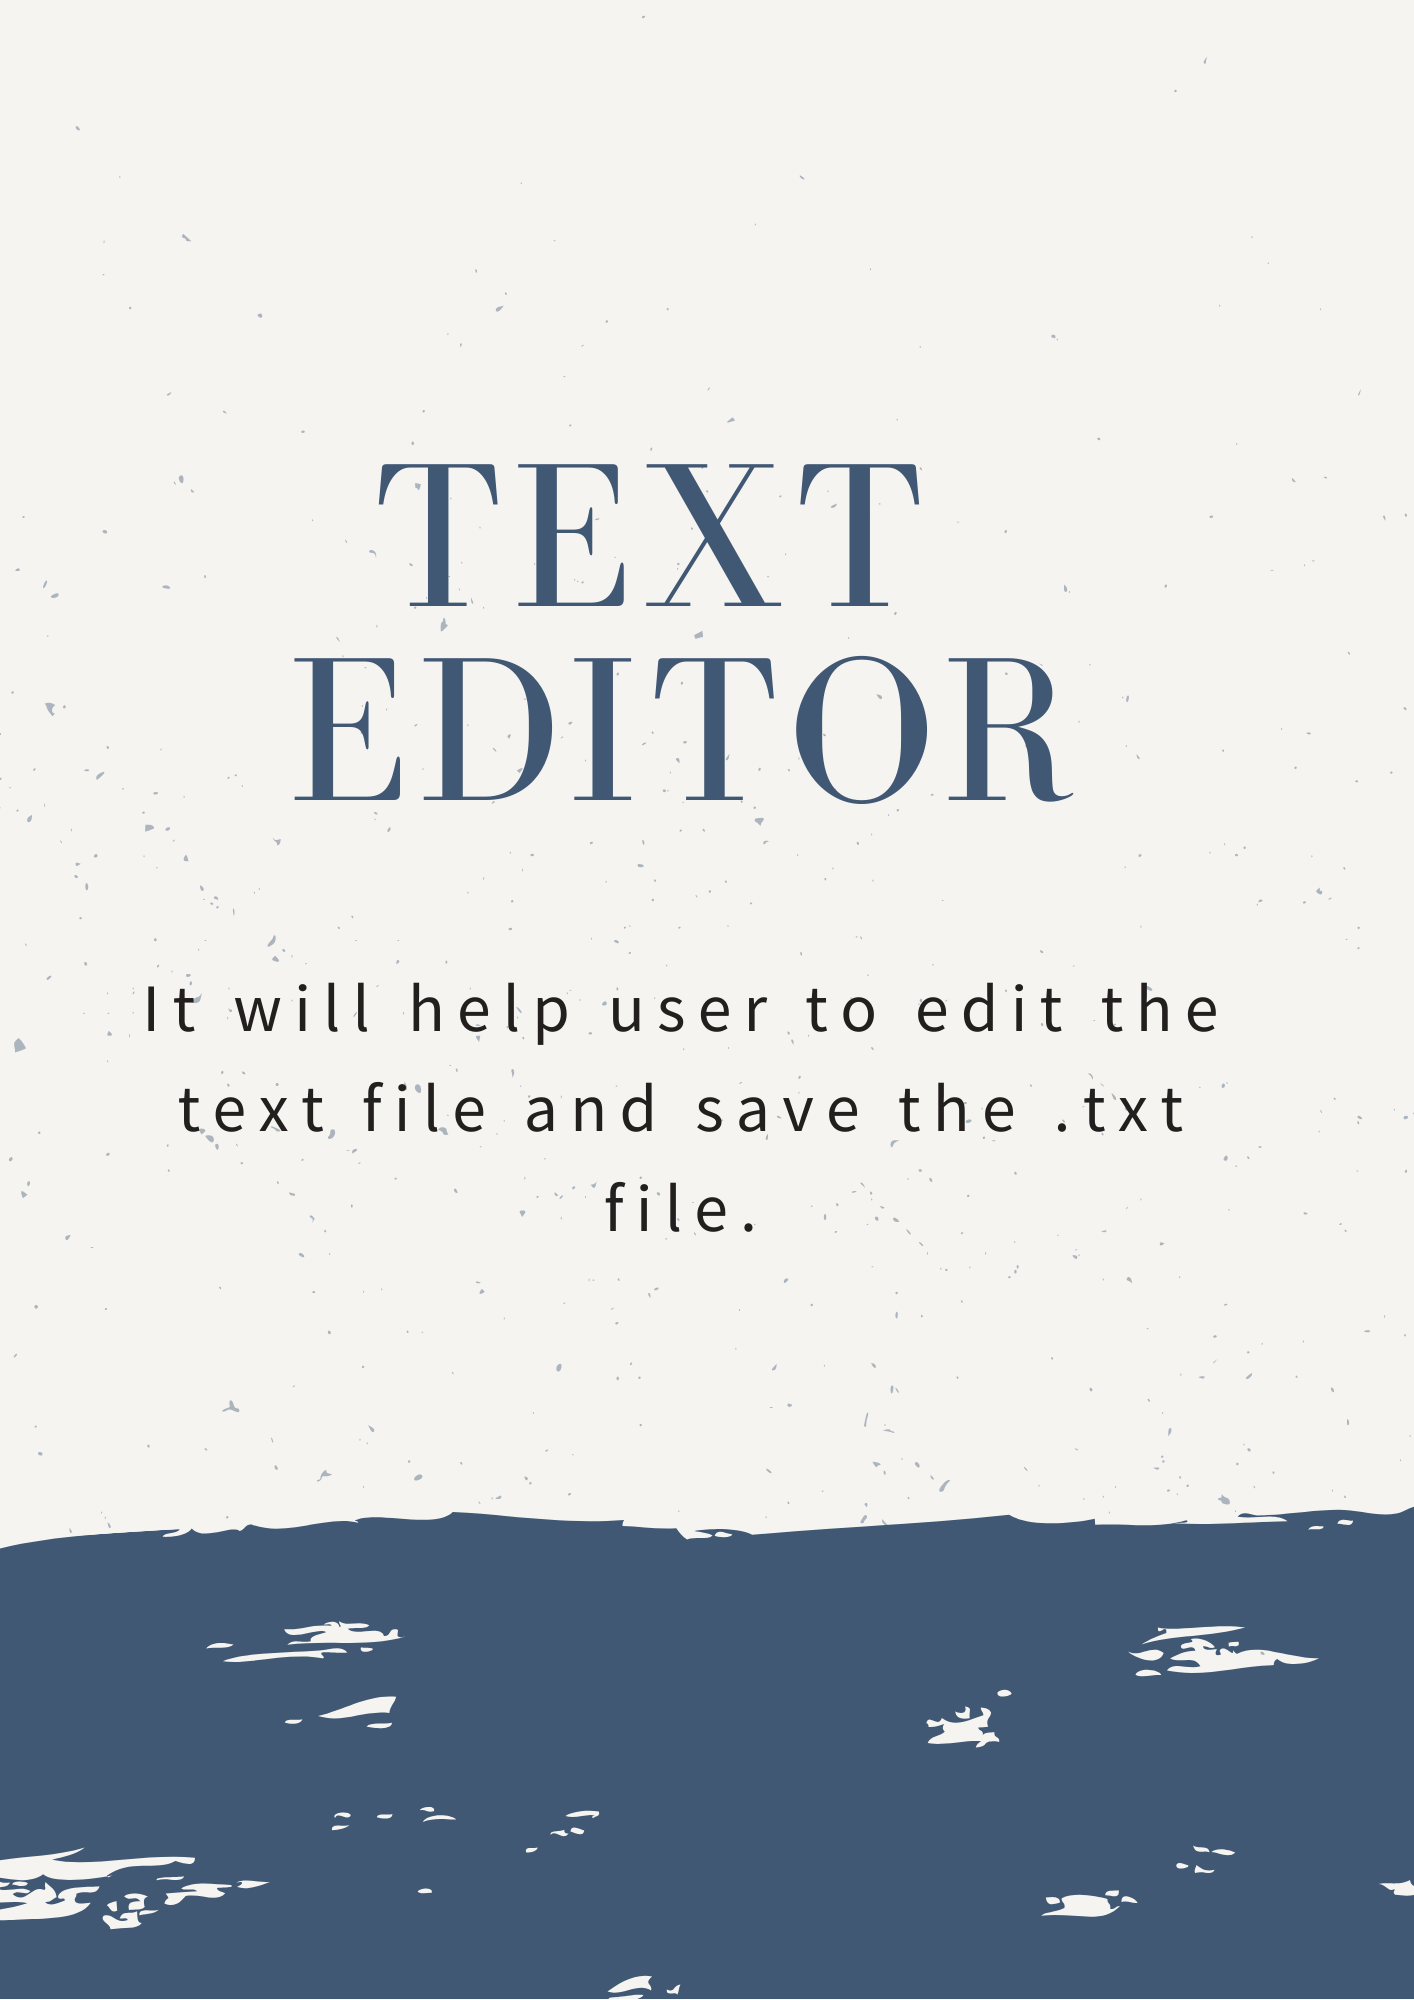 TEXT
EDITOR
It will help user to edit the
text file and save the .txt
file.